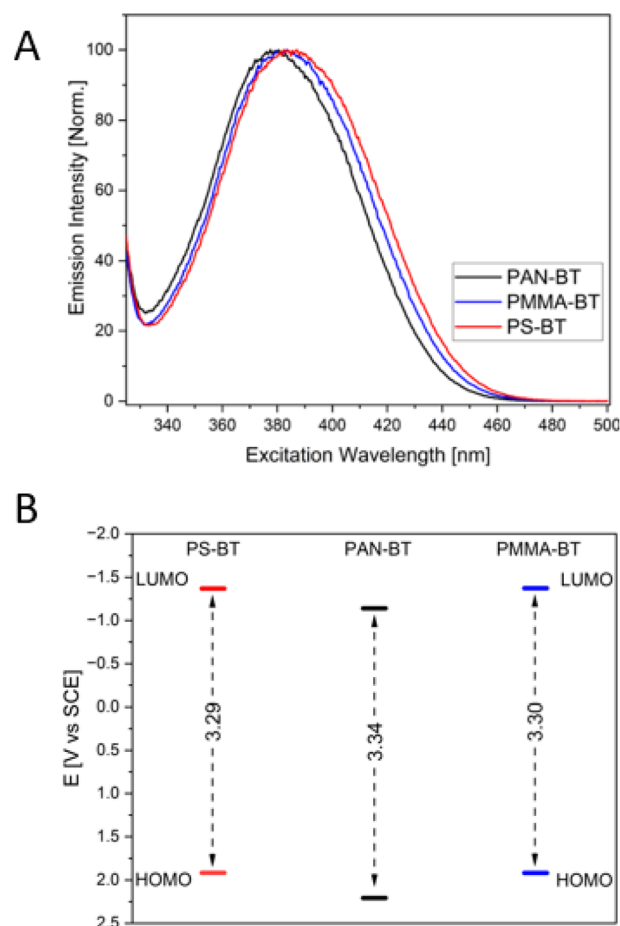 A
100
80
60
40
20
0
Emission Intensity [Norm.]
PAN-BT
PMMA-BT
PS-BT
340 360 380 400 420 440 460 480 500
Excitation Wavelength [nm]
B
-2.0
-1.5
-1.0
-0.5
0.0
0.5
1.0
1.5
2.0
2.5
E [V vs SCE]
PS-BT PAN-BT PMMA-BT
LUMO LUMO
3.29 3.34 3.30
HOMO HOMO